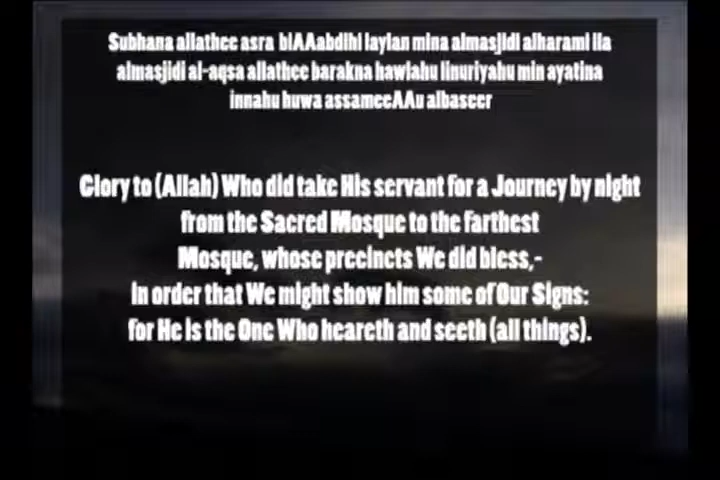 Subhana allathee asra biAAabdihi laylan mina almasjidi alharami ila
almasjidi al-aqsa allathee barakna hawlahu linuriyahu min ayatina
innahu huwa assameeAAu albaseer
Glory to (Allah) Who did take His servant for a Journey by night
from the Sacred Mosque to the farthest
Mosque, whose precincts We did bless,-
in order that We might show him some of Our Signs:
for He is the One Who heareth and seeth (all things).